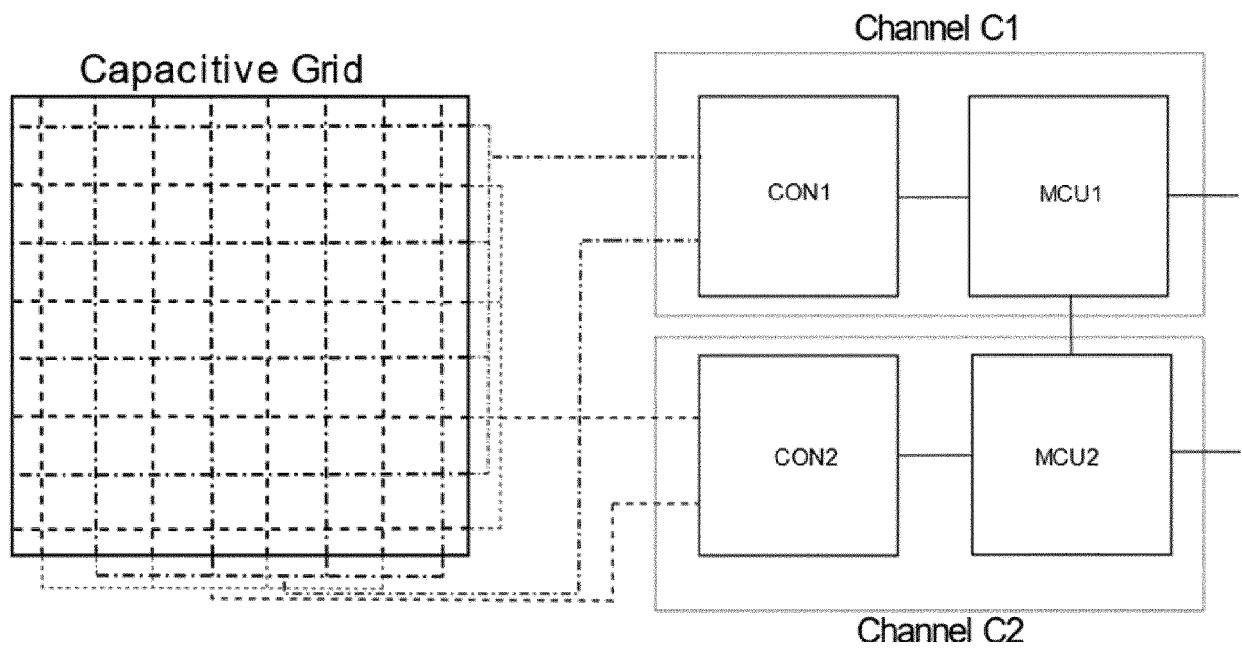 Channel C1
Capacitive Grid
CON1
MCU1
CON2
MCU2
Channel C2